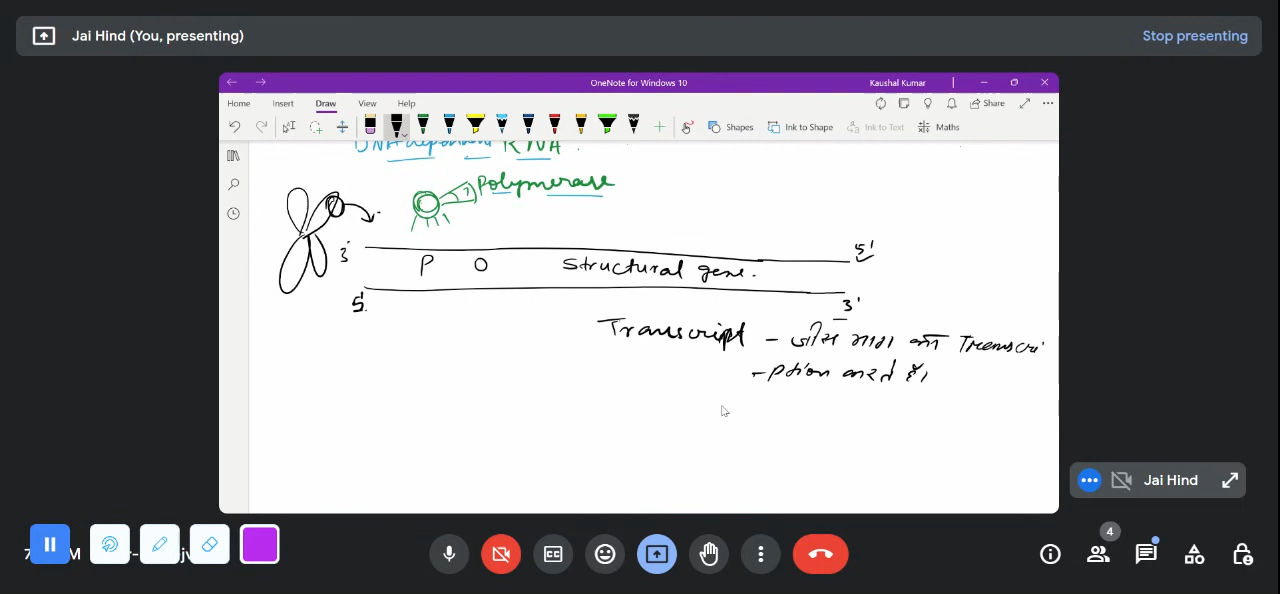 Jai Hind (You, presenting)
Stop presenting
OneNote for Windows 10
Kaushal Kumar
Home Insert Draw View Help
Share
Shapes
Ink to Shape
Ink to Text
Maths
DNA dependent RNA.
Polymerase
3' 5'
P O Structural gene.
5' 3'
Transcript - जीस भाग का Transcri
-ption करते हैं।
Jai Hind
4